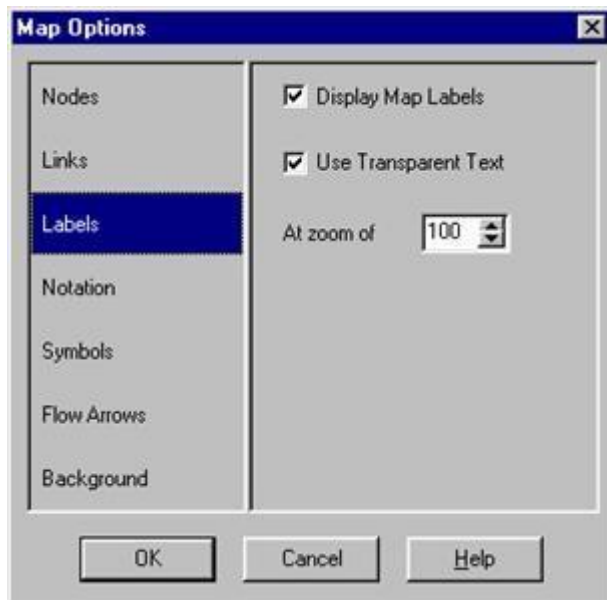 Map Options
Nodes
Links
Labels
Notation
Symbols
Flow Arrows
Background
Display Map Labels
Use Transparent Text
At zoom of 100
OK Cancel Help